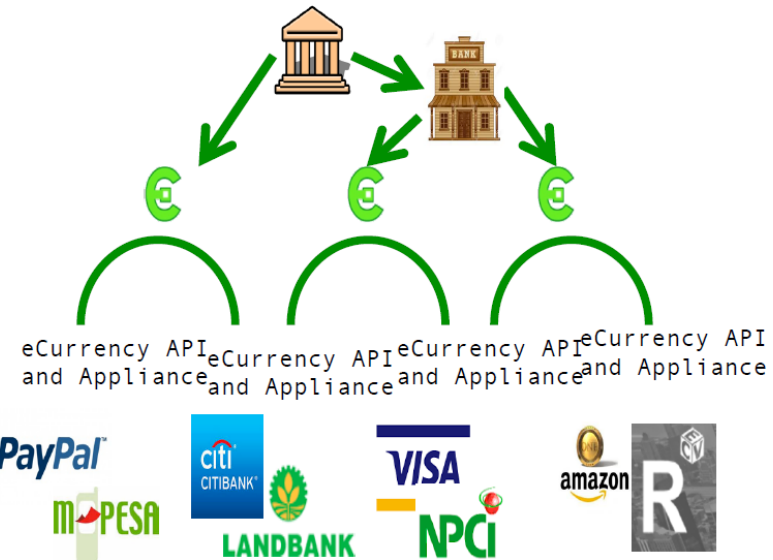 BANK
eCurrency API
and Appliance
eCurrency API
and Appliance
eCurrency API
and Appliance
eCurrency API
and Appliance
PayPal™
M-PESA
citi
CITIBANK®
LANDBANK
VISA
NPCI
amazon
R